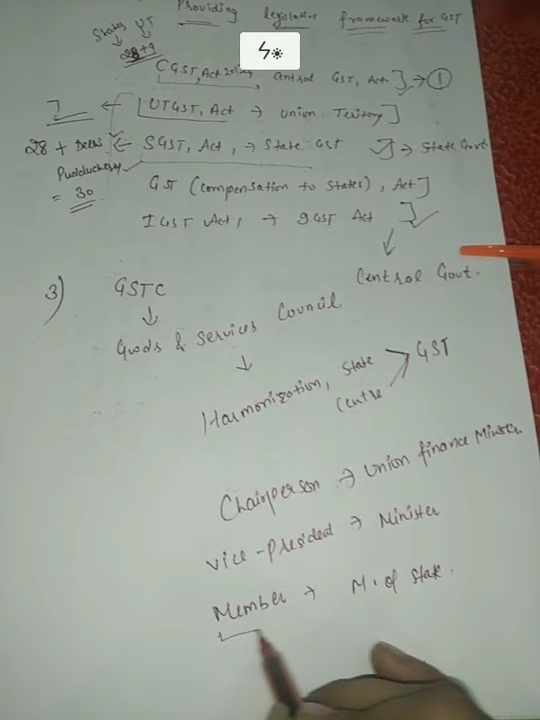 Providing legislative framework for GST
States UT
28+9
CGST, Act 2017, Central GST, Act] → 1
7 ← [UTGST, Act → union Teritory]
28 + Delhi ← SGST, Act, → State GST → State Govt
Pudducherry
= 30
GST (compensation to states), Act]
IGST Act, → IGST Act]
Central Govt.
3) GSTC
Goods & Services Council
Harmonization, State Centre GST
Chairperson → Union finance Minister
Vice-President → Minister
Member → M. of State.